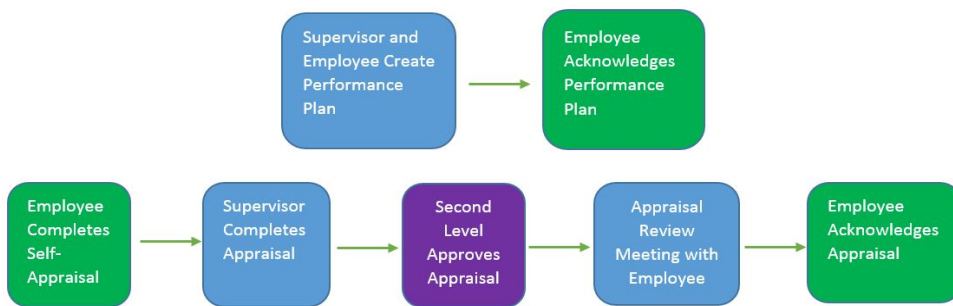 Supervisor and
Employee Create
Performance
Plan
Employee
Acknowledges
Performance
Plan
Employee
Completes
Self-
Appraisal
Supervisor
Completes
Appraisal
Second
Level
Approves
Appraisal
Appraisal
Review
Meeting with
Employee
Employee
Acknowledges
Appraisal